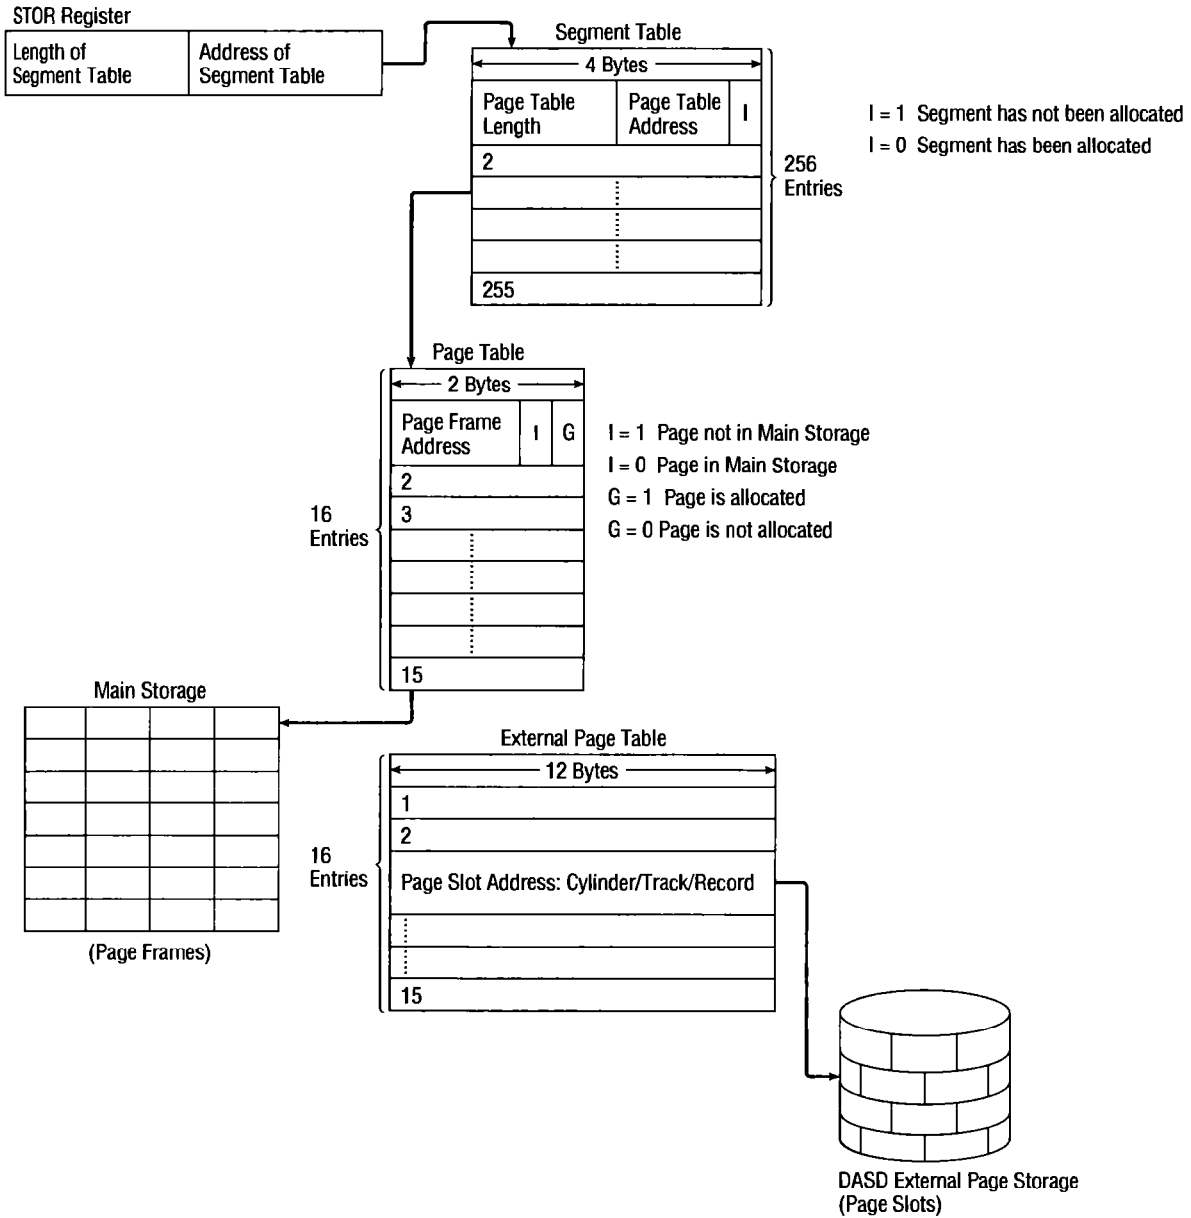 STOR Register
Length of
Segment Table
Address of
Segment Table
Segment Table
4 Bytes
Page Table
Length
Page Table
Address
I
2
255
256
Entries
I = 1 Segment has not been allocated
I = 0 Segment has been allocated
Page Table
2 Bytes
Page Frame
Address
I
G
2
3
15
16
Entries
I = 1 Page not in Main Storage
I = 0 Page in Main Storage
G = 1 Page is allocated
G = 0 Page is not allocated
Main Storage
(Page Frames)
External Page Table
12 Bytes
1
2
Page Slot Address: Cylinder/Track/Record
15
16
Entries
DASD External Page Storage
(Page Slots)